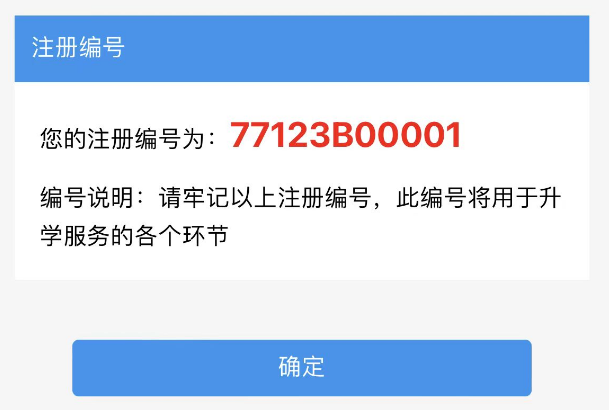 注册编号
您的注册编号为：77123B00001
编号说明：请牢记以上注册编号，此编号将用于升
学服务的各个环节
确定